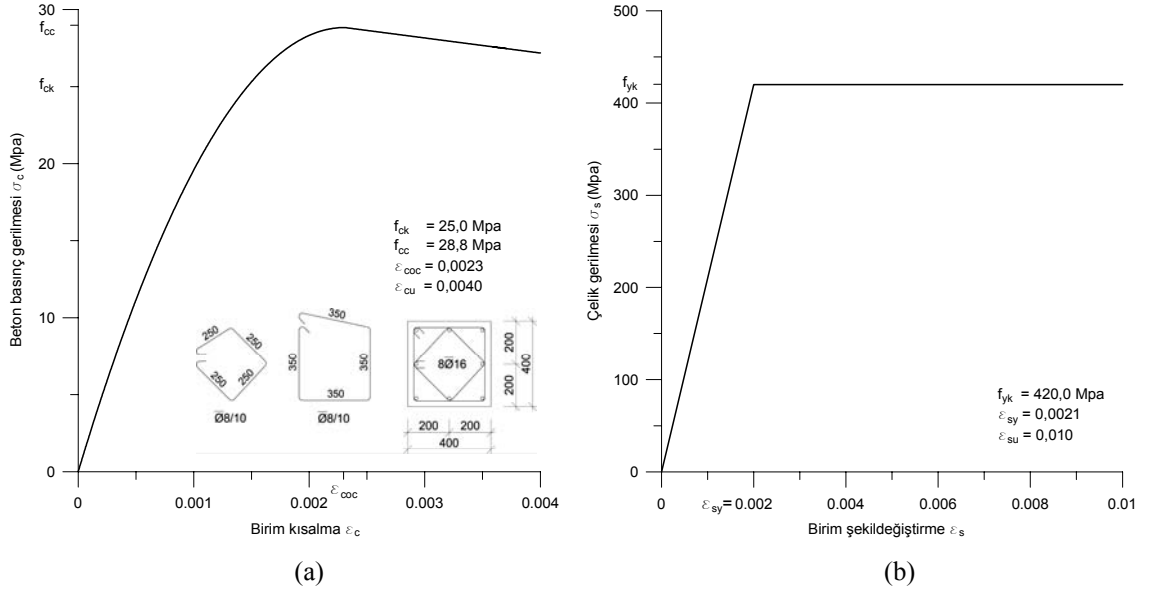 30
f_cc
f_ck
20
10
0
Beton basınç gerilmesi σ_c (Mpa)
f_ck = 25,0 Mpa
f_cc = 28,8 Mpa
ε_coc = 0,0023
ε_cu = 0,0040
250
250
250
250
Ø8/10
350
350
350
350
Ø8/10
8Ø16
200
200
400
200
200
400
0
0.001
0.002
ε_coc
0.003
0.004
Birim kısalma ε_c
(a)
500
f_yk
400
300
200
100
0
Çelik gerilmesi σ_s (Mpa)
f_yk = 420,0 Mpa
ε_sy = 0,0021
ε_su = 0,010
0
ε_sy = 0.002
0.004
0.006
0.008
0.01
Birim şekildeğiştirme ε_s
(b)